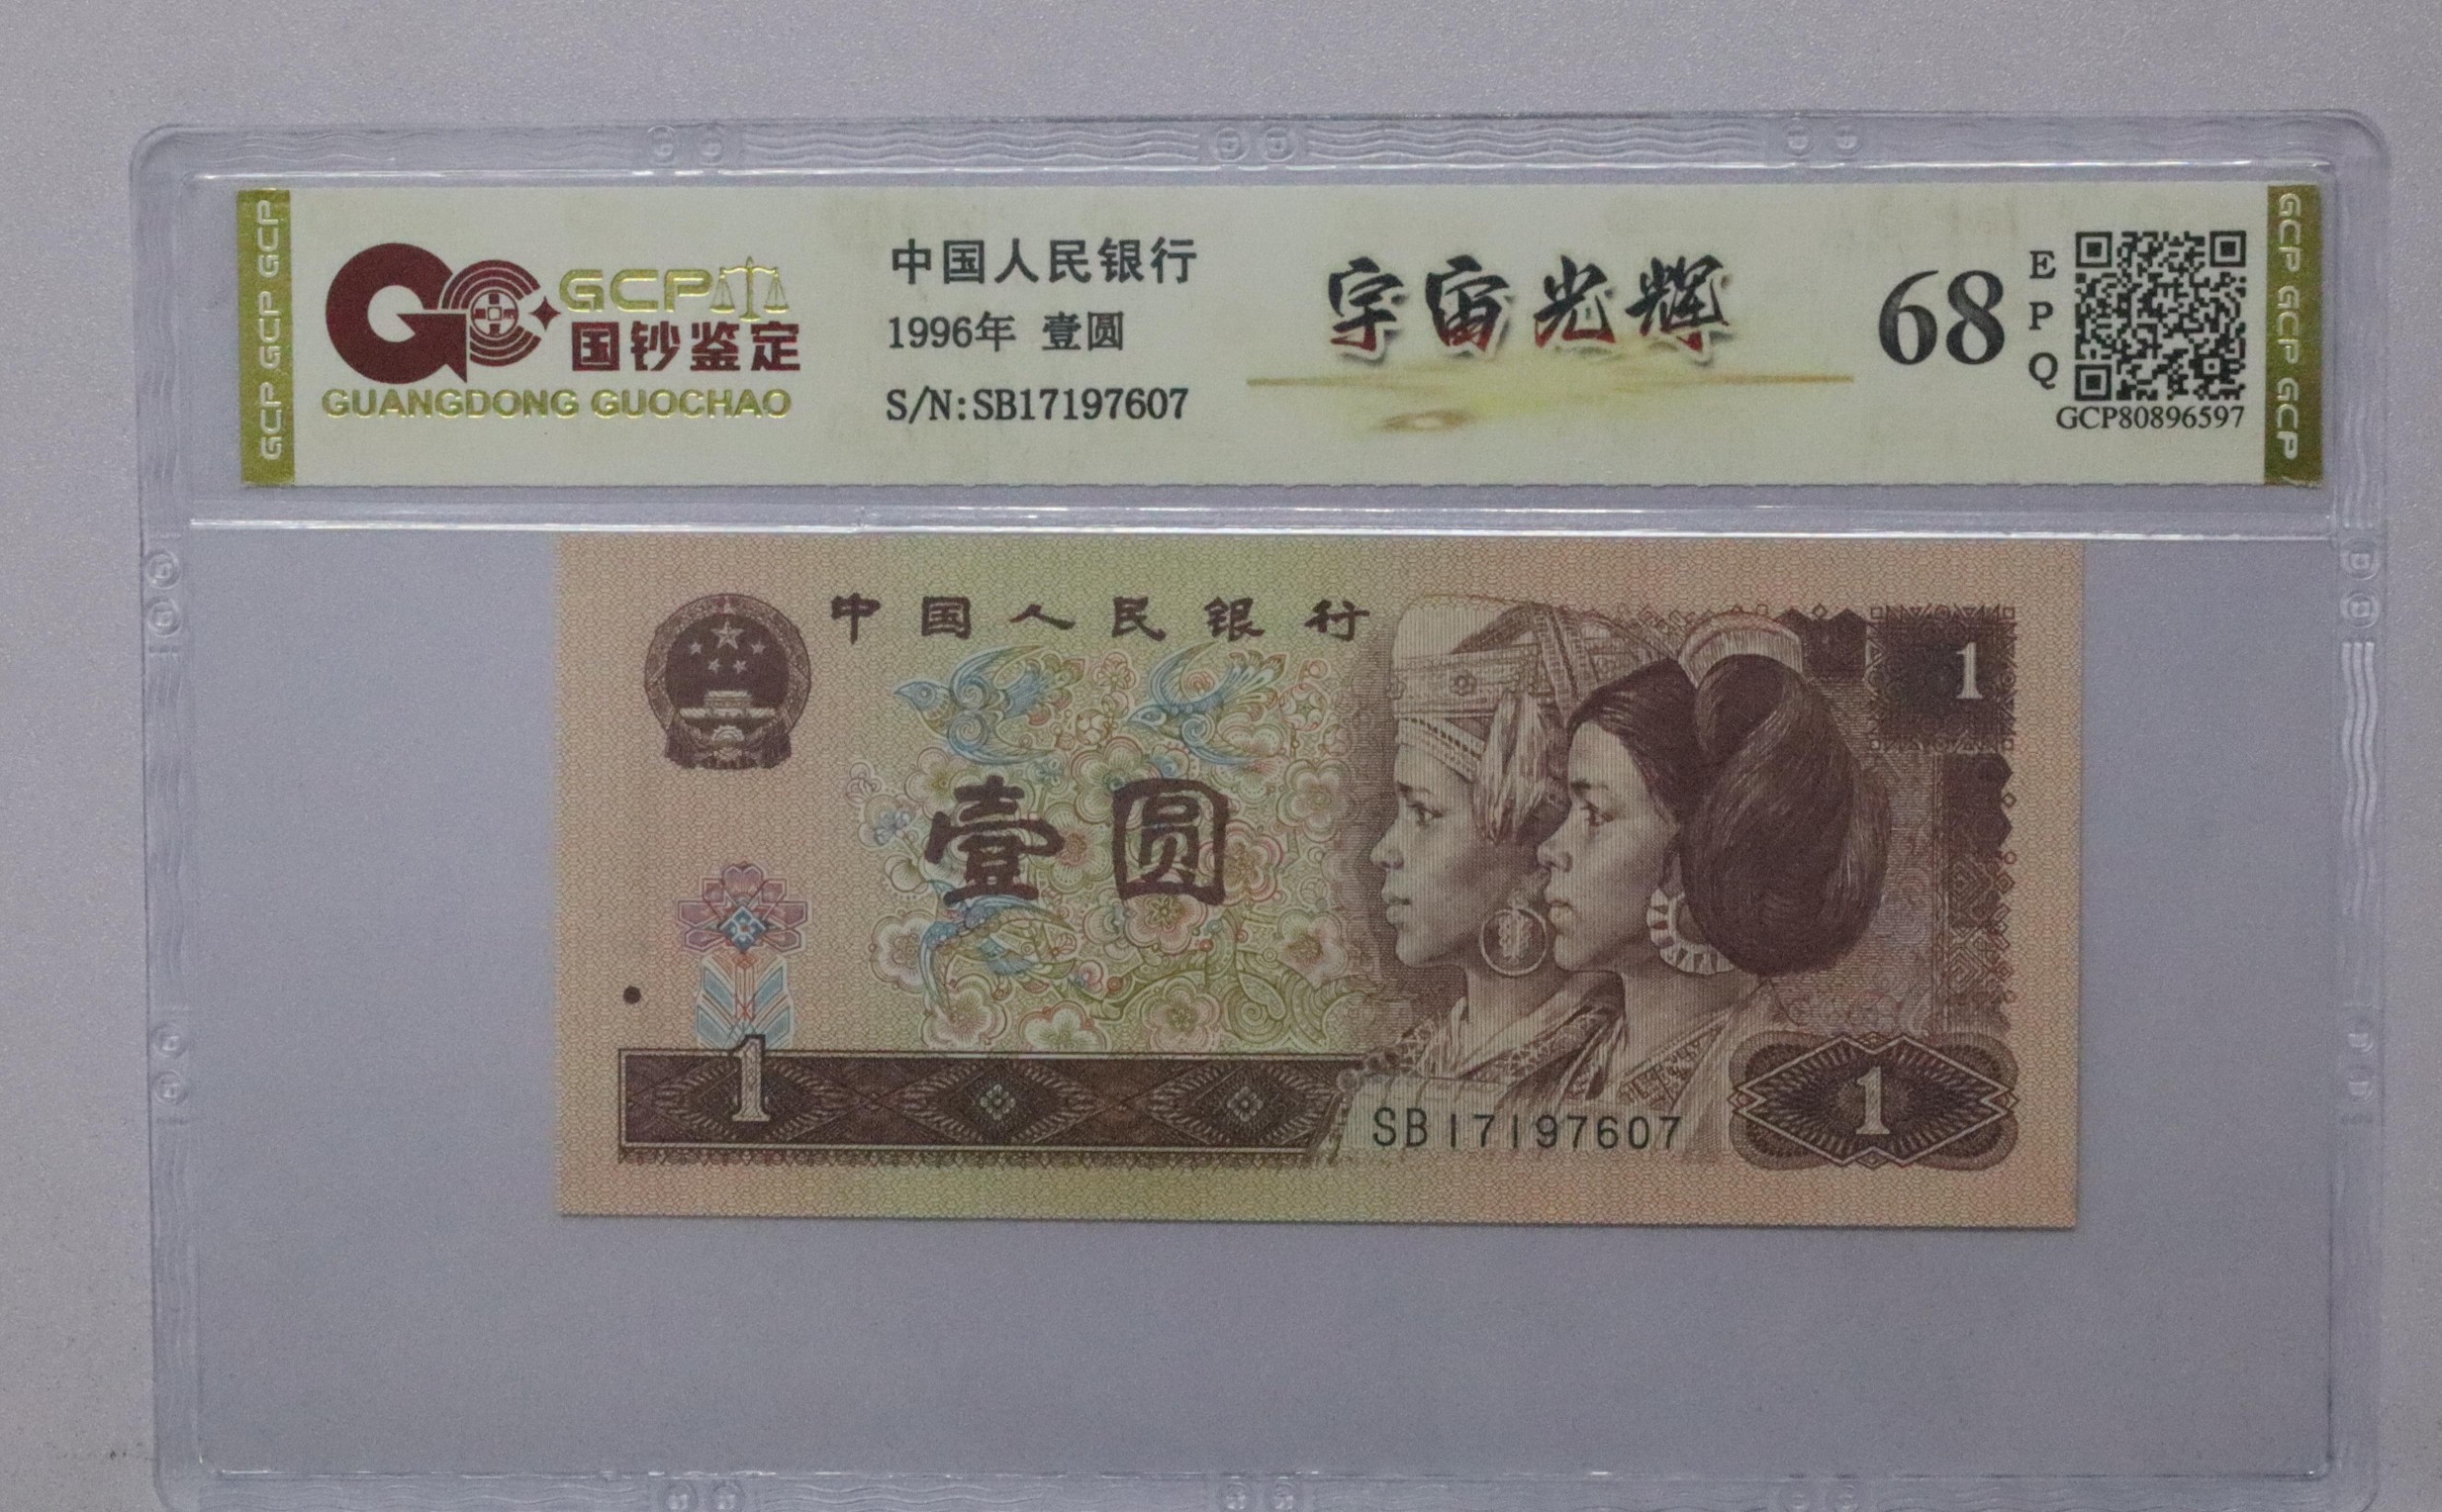 GCP GCP GCP
GCP
国钞鉴定
GUANGDONG GUOCHAO
中国人民银行
1996年 壹圆
S/N:SB17197607
宇宙光辉
68
E
P
Q
GCP80896597
GCP GCP GCP
中国人民银行
1
壹圆
1
SB17197607
1